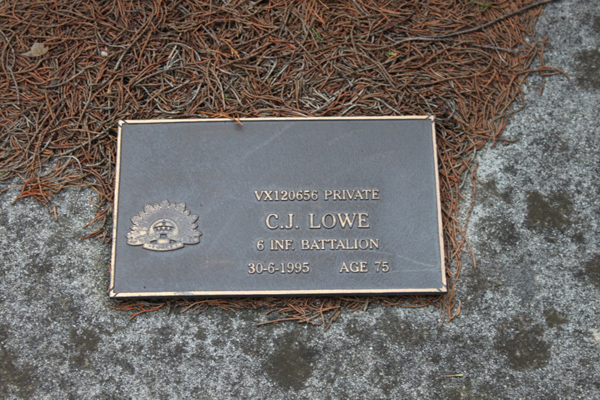 VX120656 PRIVATE
C.J. LOWE
6 INF. BATTALION
30-6-1995 AGE 75